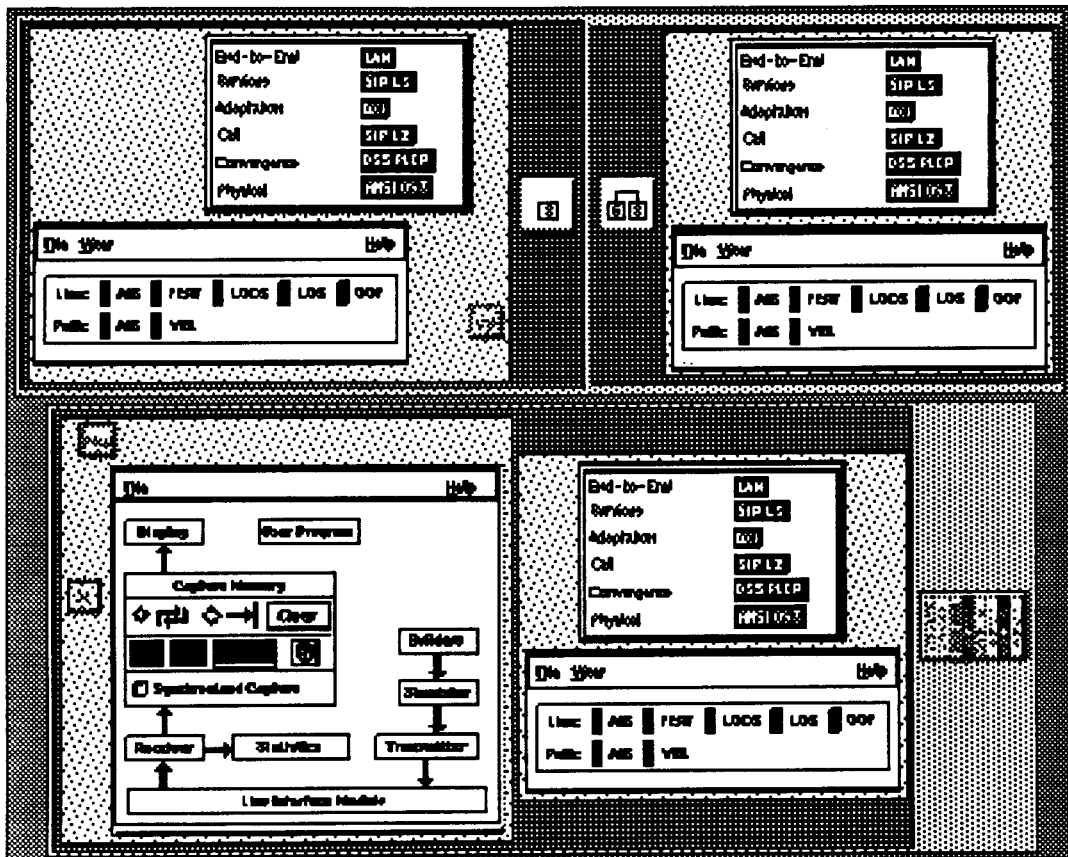 End-to-End LAN
Services SIP L3
Adaptation
Cell SIP L2
Convergence DS3 PLCP
Physical ANSI DS3
End-to-End LAN
Services SIP L3
Adaptation
Cell SIP L2
Convergence DS3 PLCP
Physical ANSI DS3
File View Help
Line: AIS FERF LOCS LOS OOF
Path: AIS YEL
File View Help
Line: AIS FERF LOCS LOS OOF
Path: AIS YEL
File Help
Display User Program
Capture Memory
Clear
Builders
Synchronized Capture
Simulator
Receiver Statistics Transmitter
Line Interface Module
End-to-End LAN
Services SIP L3
Adaptation
Cell SIP L2
Convergence DS3 PLCP
Physical ANSI DS3
File View Help
Line: AIS FERF LOCS LOS OOF
Path: AIS YEL